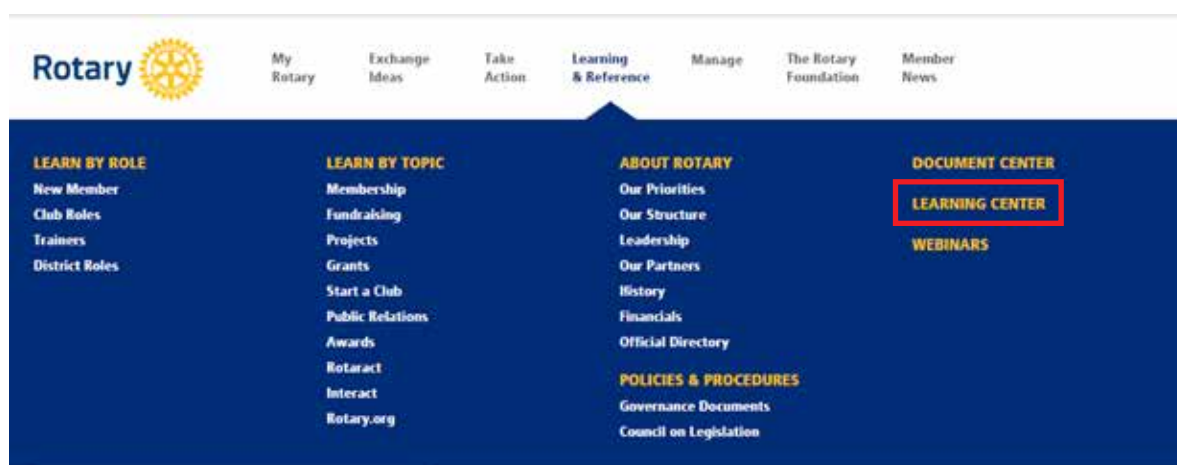 Rotary
My
Rotary
Exchange
Ideas
Take
Action
Learning
& Reference
Manage
The Rotary
Foundation
Member
News
LEARN BY ROLE
New Member
Club Roles
Trainers
District Roles
LEARN BY TOPIC
Membership
Fundraising
Projects
Grants
Start a Club
Public Relations
Awards
Rotaract
Interact
Rotary.org
ABOUT ROTARY
Our Priorities
Our Structure
Leadership
Our Partners
History
Financials
Official Directory
POLICIES & PROCEDURES
Governance Documents
Council on Legislation
DOCUMENT CENTER
LEARNING CENTER
WEBINARS